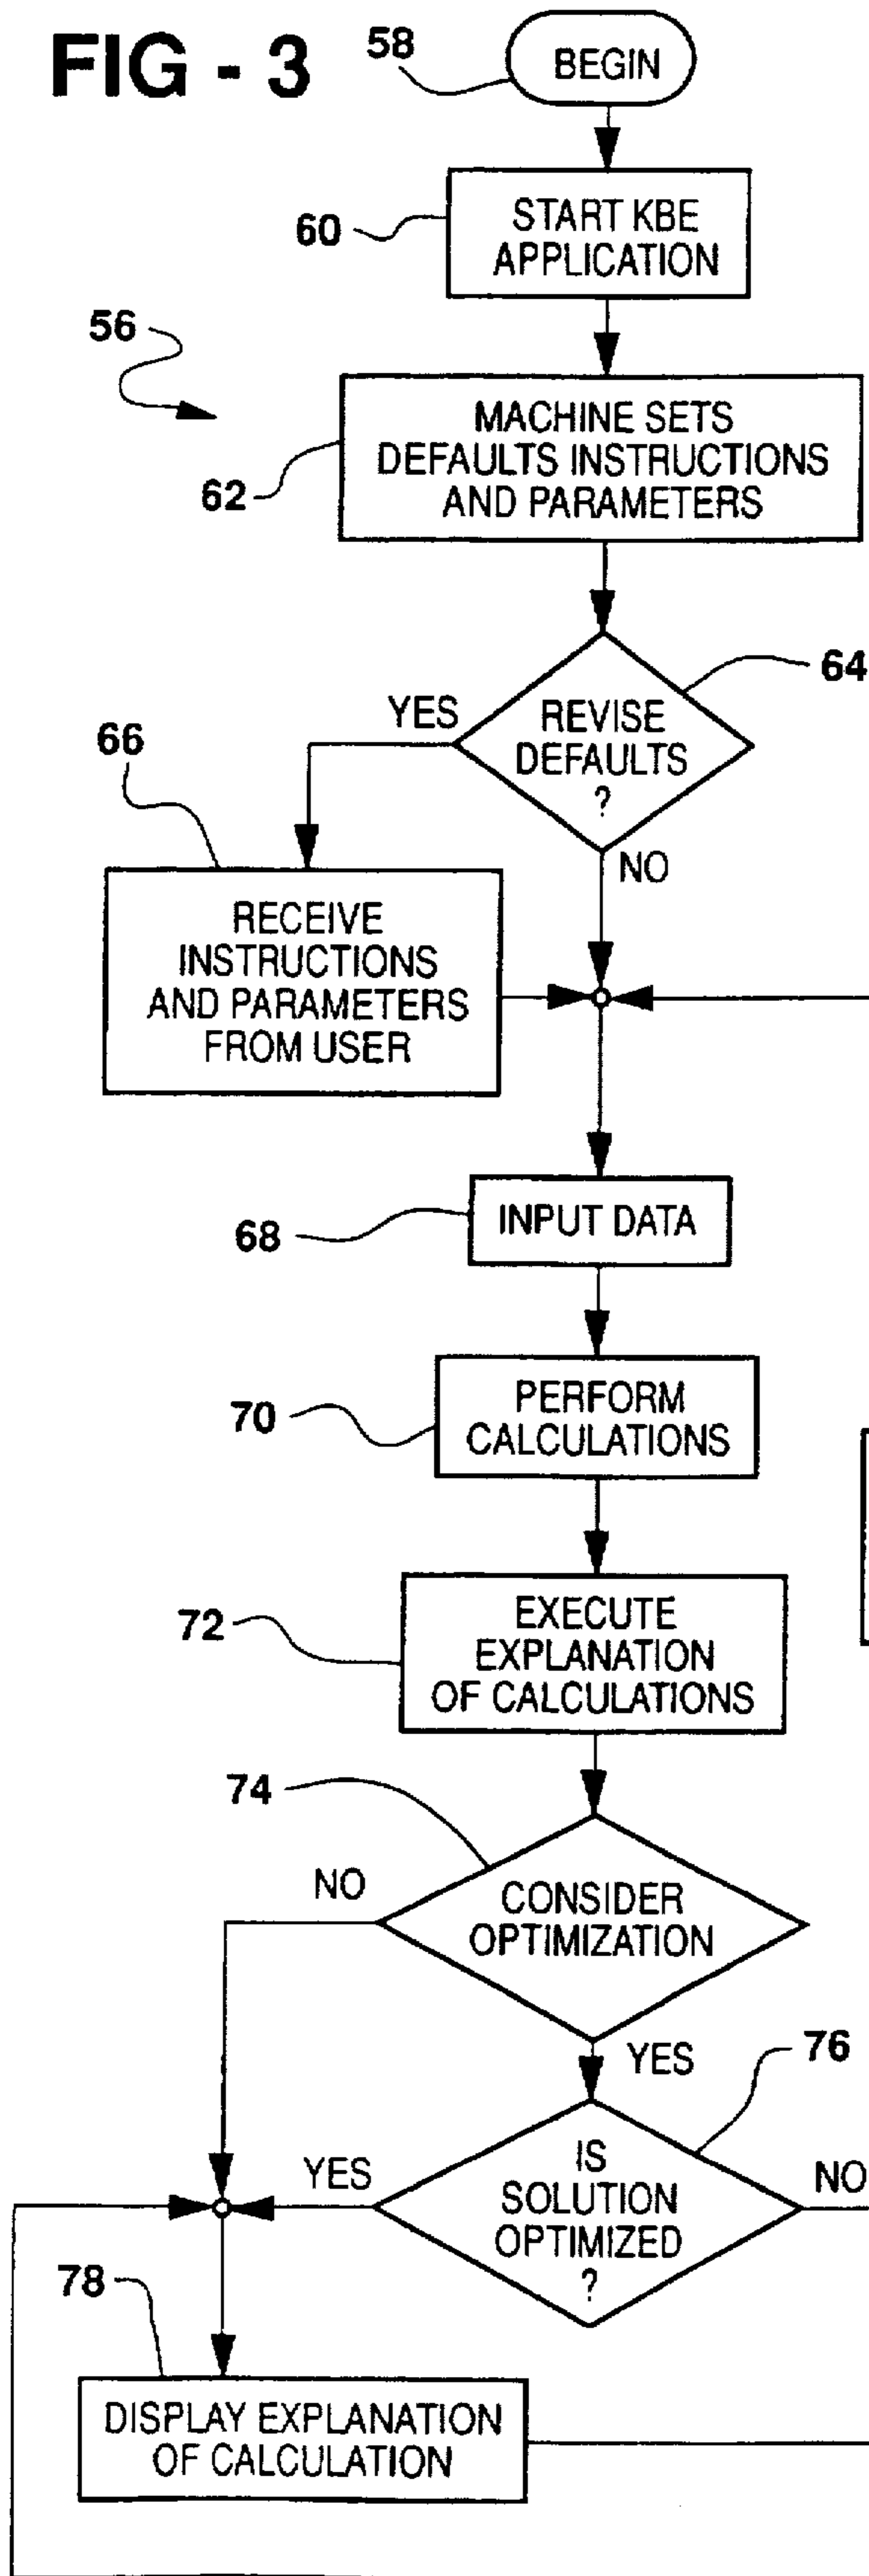 FIG - 3
58
BEGIN
60
START KBE
APPLICATION
56
62
MACHINE SETS
DEFAULTS INSTRUCTIONS
AND PARAMETERS
64
REVISE
DEFAULTS
?
YES
NO
66
RECEIVE
INSTRUCTIONS
AND PARAMETERS
FROM USER
68
INPUT DATA
70
PERFORM
CALCULATIONS
72
EXECUTE
EXPLANATION
OF CALCULATIONS
74
CONSIDER
OPTIMIZATION
NO
YES
76
IS
SOLUTION
OPTIMIZED
?
YES
NO
78
DISPLAY EXPLANATION
OF CALCULATION